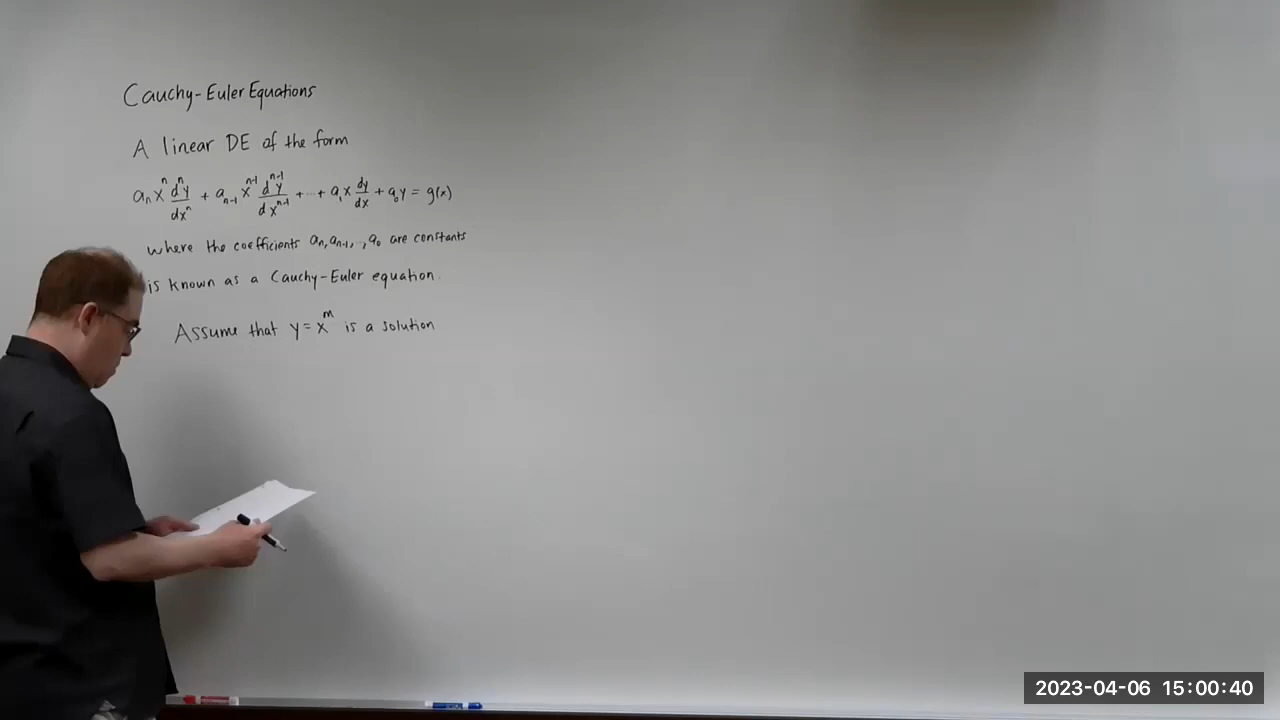 Cauchy-Euler Equations
A linear DE of the form
aₙxⁿ dⁿy/dxⁿ + aₙ₋₁xⁿ⁻¹ dⁿ⁻¹y/dxⁿ⁻¹ + ... + a₁x dy/dx + a₀y = g(x)
where the coefficients aₙ, aₙ₋₁, ..., a₀ are constants
is known as a Cauchy-Euler equation.
Assume that y = xᵐ is a solution
2023-04-06 15:00:40